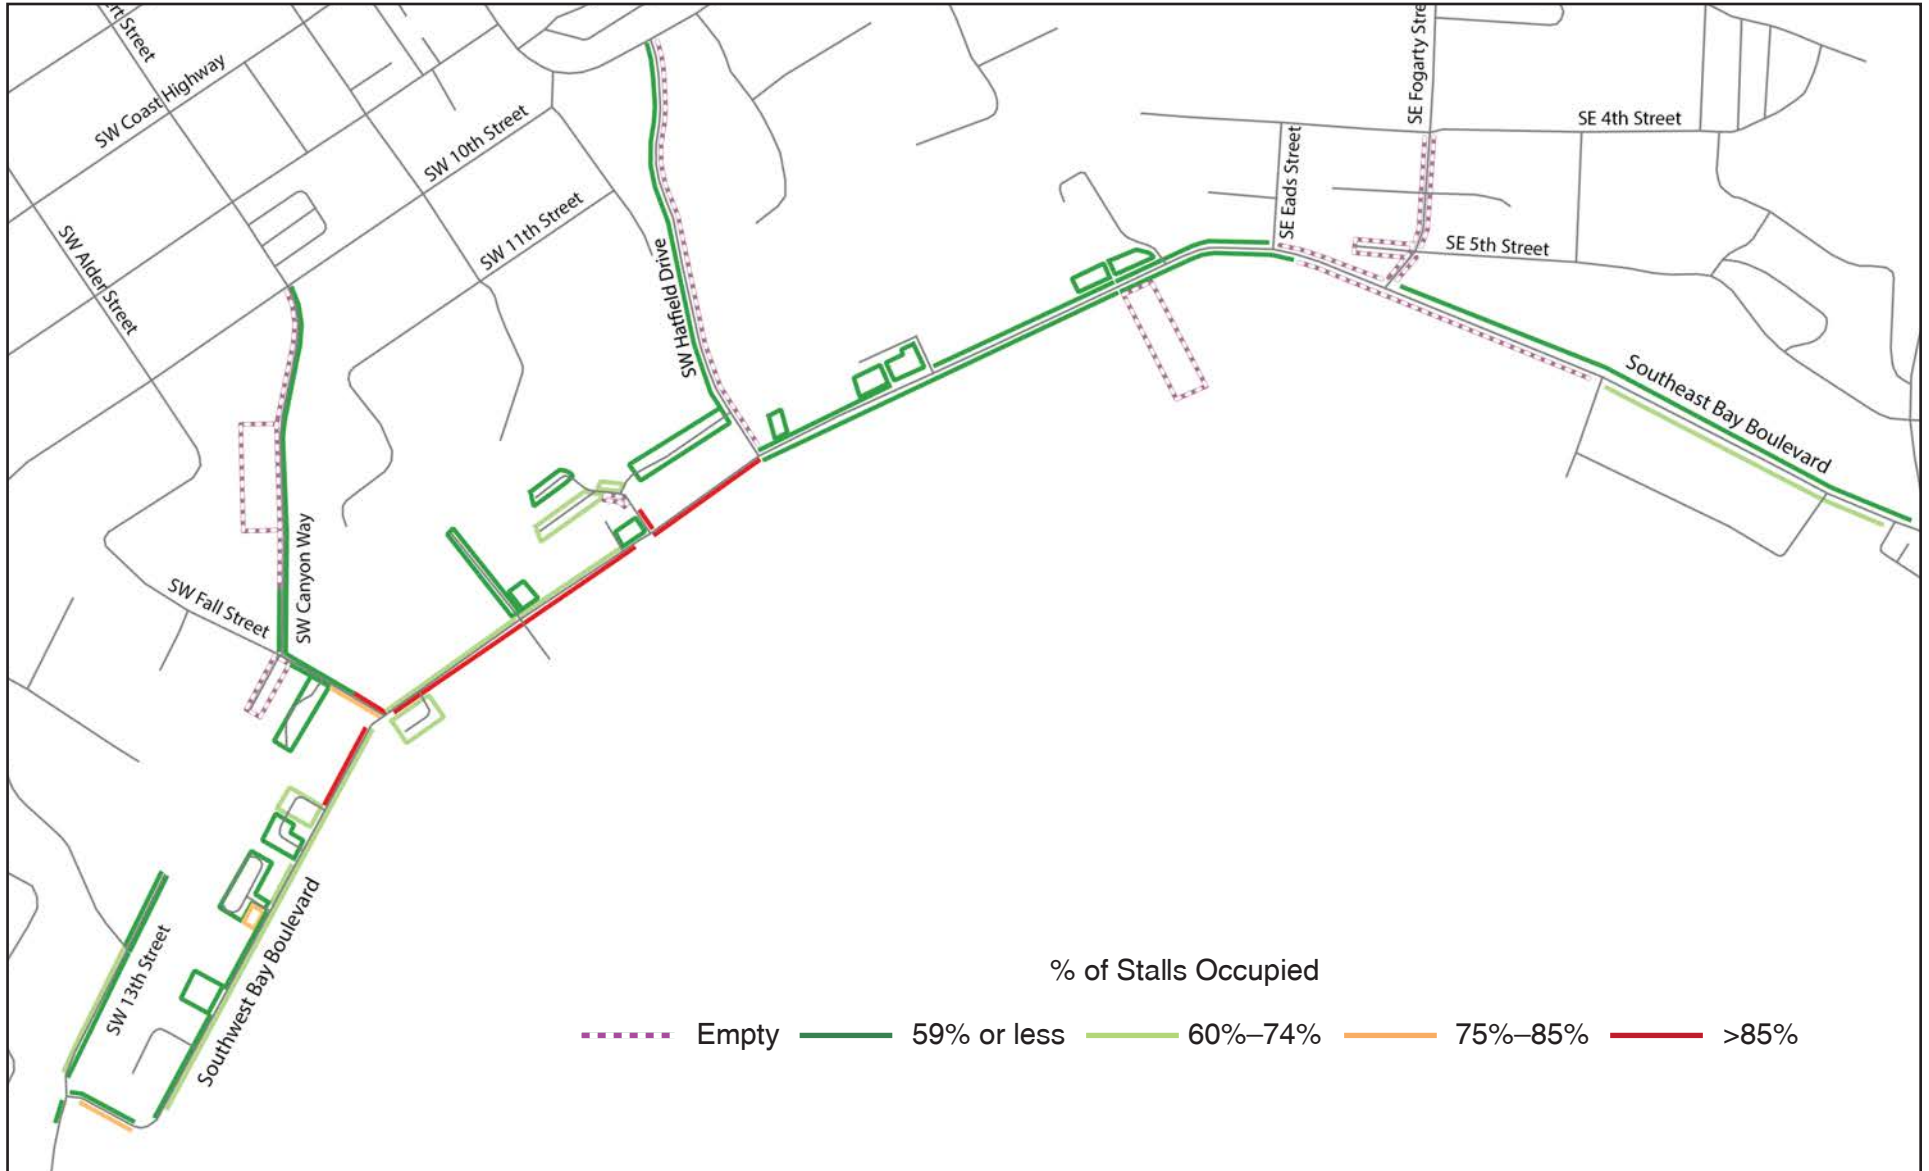 ert Street
SW Coast Highway
SW 10th Street
SW 11th Street
SW Alder Street
SW Hatfield Drive
SE Fogarty Stre
SE 4th Street
SE Eads Street
SE 5th Street
Southeast Bay Boulevard
SW Canyon Way
SW Fall Street
SW 13th Street
Southwest Bay Boulevard
% of Stalls Occupied
Empty 59% or less 60%–74% 75%–85% >85%